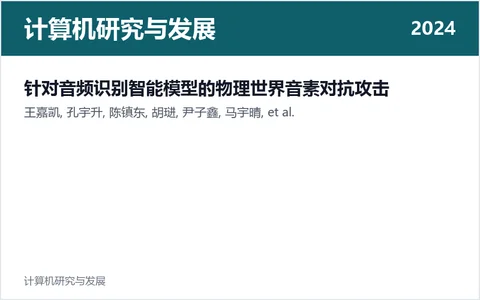 计算机研究与发展
2024
针对音频识别智能模型的物理世界音素对抗攻击
王嘉凯, 孔宇升, 陈镇东, 胡琎, 尹子鑫, 马宇晴, et al.
计算机研究与发展